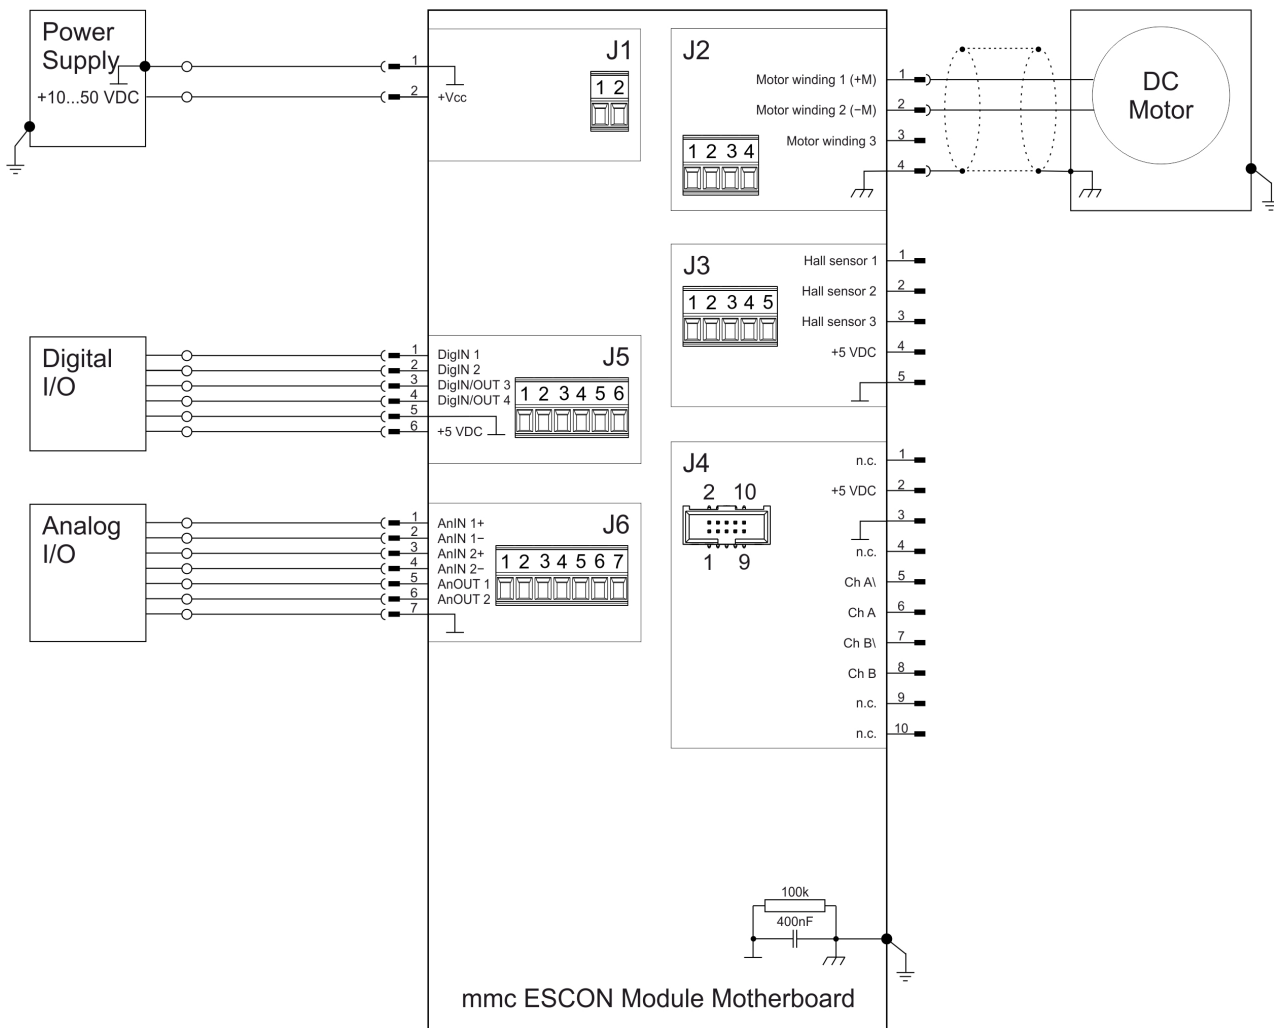 Power
Supply
+10...50 VDC
1
2
+Vcc
J1
1 2
J2
1 2 3 4
Motor winding 1 (+M)
1
Motor winding 2 (−M)
2
Motor winding 3
3
4
DC
Motor
J3
1 2 3 4 5
Hall sensor 1
1
Hall sensor 2
2
Hall sensor 3
3
+5 VDC
4
5
Digital
I/O
1
DigIN 1
2
DigIN 2
3
DigIN/OUT 3
4
DigIN/OUT 4
5
6
+5 VDC
J5
1 2 3 4 5 6
J4
2 10
1 9
n.c.
1
+5 VDC
2
3
n.c.
4
Ch A\
5
Ch A
6
Ch B\
7
Ch B
8
n.c.
9
n.c.
10
Analog
I/O
1
AnIN 1+
2
AnIN 1−
3
AnIN 2+
4
AnIN 2−
5
AnOUT 1
6
AnOUT 2
7
J6
1 2 3 4 5 6 7
100k
400nF
mmc ESCON Module Motherboard